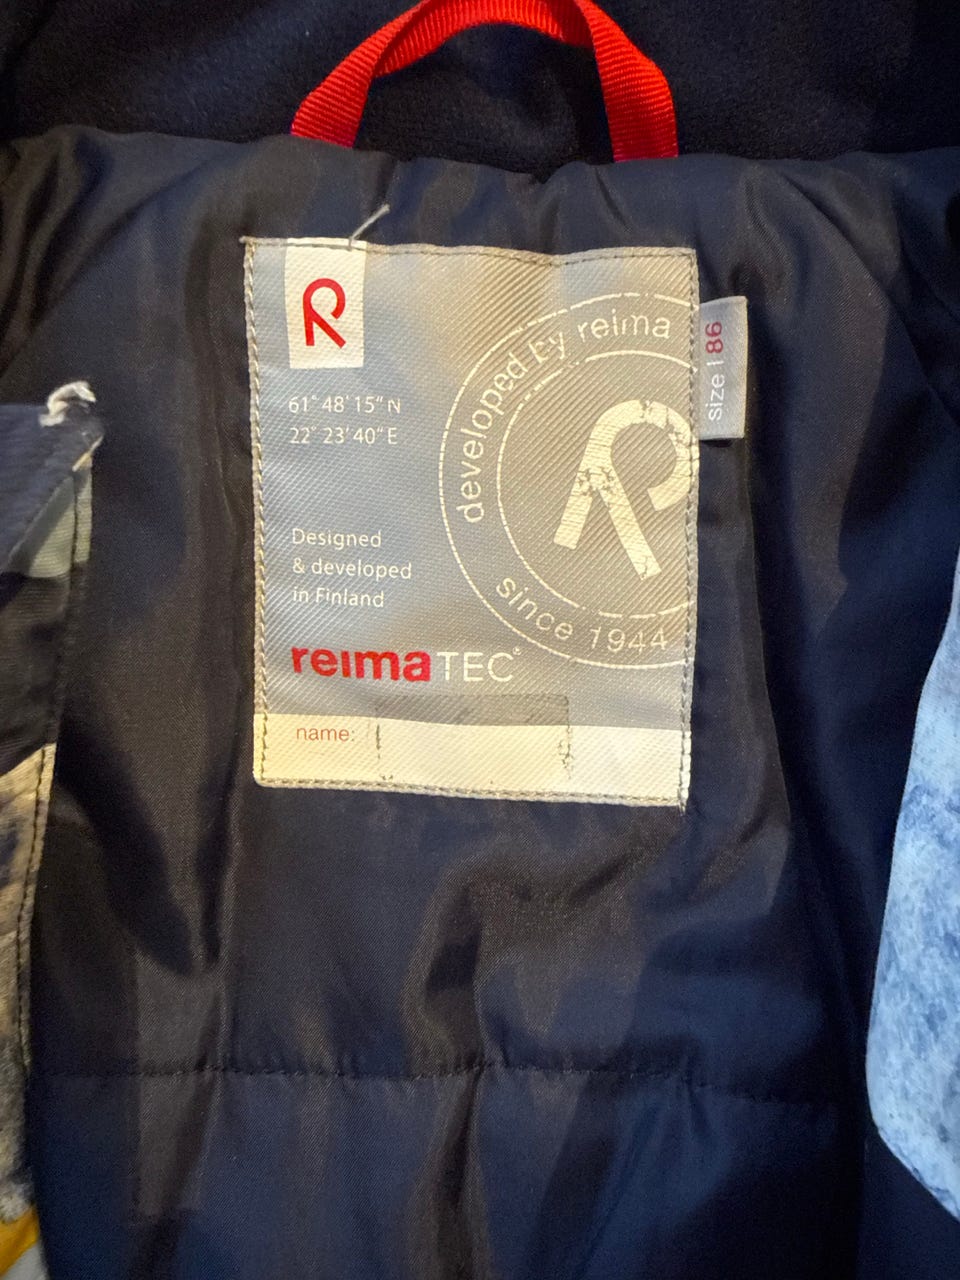 R
61° 48' 15" N
22° 23' 40" E
Designed
& developed
in Finland
reimaTEC®
name:
developed by reima
R
since 1944
size | 86